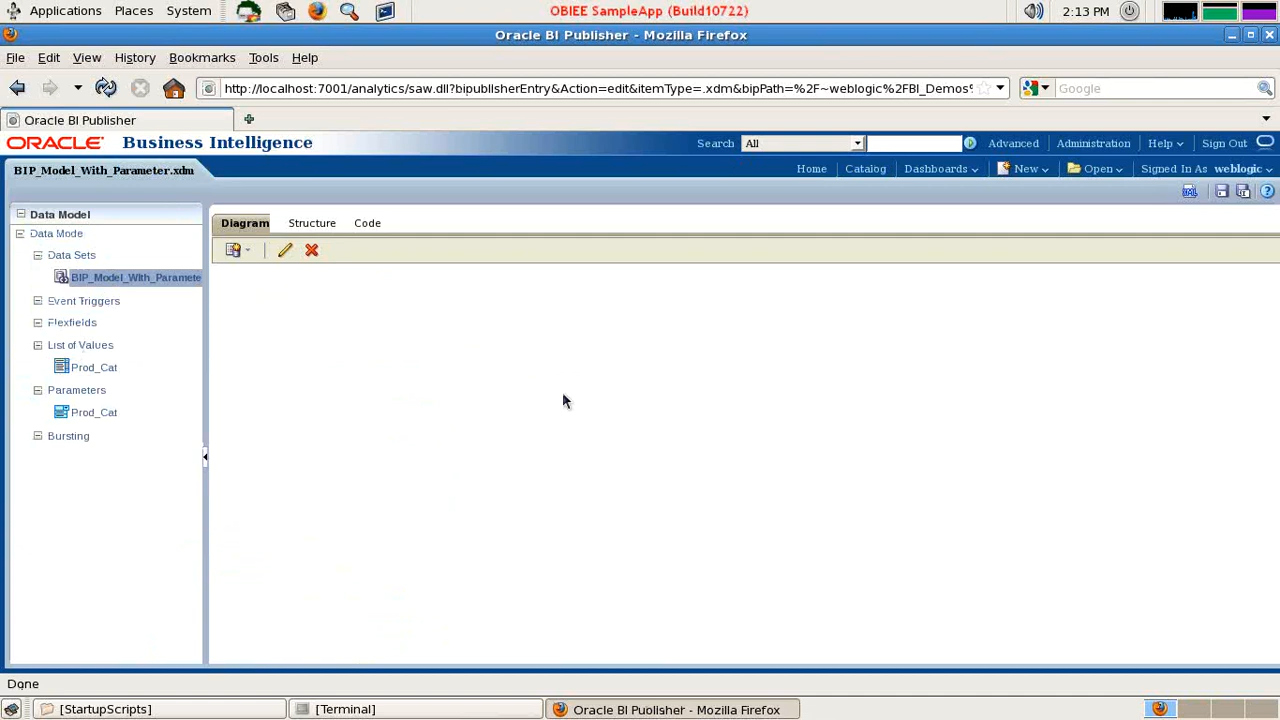 Applications Places System OBIEE SampleApp (Build10722) 2:13 PM
Oracle BI Publisher - Mozilla Firefox
File Edit View History Bookmarks Tools Help
http://localhost:7001/analytics/saw.dll?bipublisherEntry&Action=edit&itemType=.xdm&bipPath=%2F~weblogic%2FBI_Demos% Google
Oracle BI Publisher
ORACLE Business Intelligence Search All Advanced Administration Help Sign Out
BIP_Model_With_Parameter.xdm Home Catalog Dashboards New Open Signed In As weblogic
XML
Data Model Diagram Structure Code
Data Mode
Data Sets
BIP_Model_With_Paramete
Event Triggers
Flexfields
List of Values
Prod_Cat
Parameters
Prod_Cat
Bursting
Done
[StartupScripts] [Terminal] Oracle BI Publisher - Mozilla Firefox